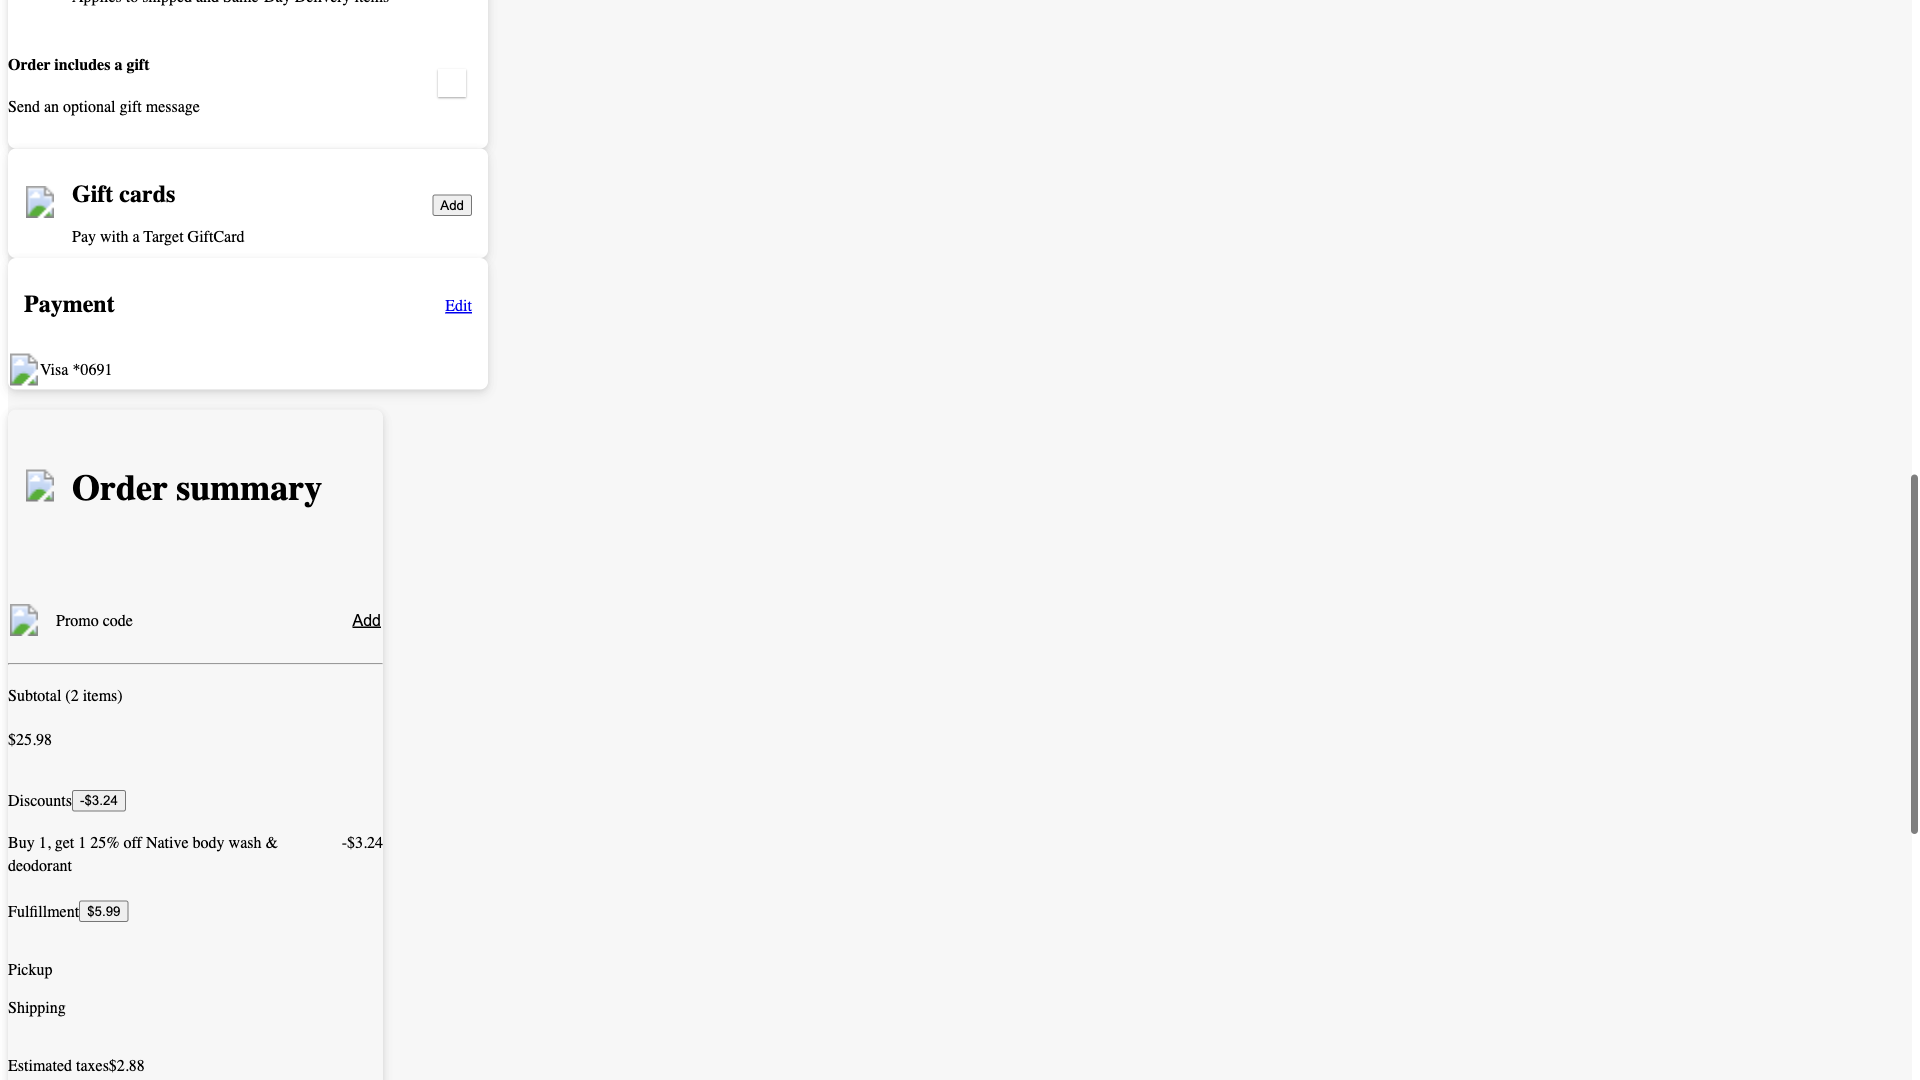 Applies to shipped and Same-Day Delivery items
Order includes a gift
Send an optional gift message
Gift cards
Add
Pay with a Target GiftCard
Payment
Edit
Visa *0691
Order summary
Promo code
Add
Subtotal (2 items)
$25.98
Discounts -$3.24
Buy 1, get 1 25% off Native body wash & -$3.24
deodorant
Fulfillment $5.99
Pickup
Shipping
Estimated taxes$2.88